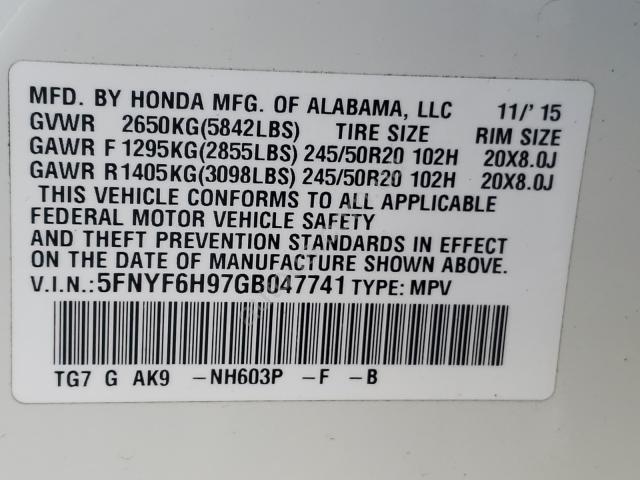 MFD. BY HONDA MFG. OF ALABAMA, LLC 11/' 15
GVWR 2650KG(5842LBS) TIRE SIZE RIM SIZE
GAWR F 1295KG(2855LBS) 245/50R20 102H 20X8.0J
GAWR R1405KG(3098LBS) 245/50R20 102H 20X8.0J
THIS VEHICLE CONFORMS TO ALL APPLICABLE
FEDERAL MOTOR VEHICLE SAFETY
AND THEFT PREVENTION STANDARDS IN EFFECT
ON THE DATE OF MANUFACTURE SHOWN ABOVE.
V.I.N.:5FNYF6H97GB047741 TYPE: MPV
TG7 G AK9 -NH603P -F -B